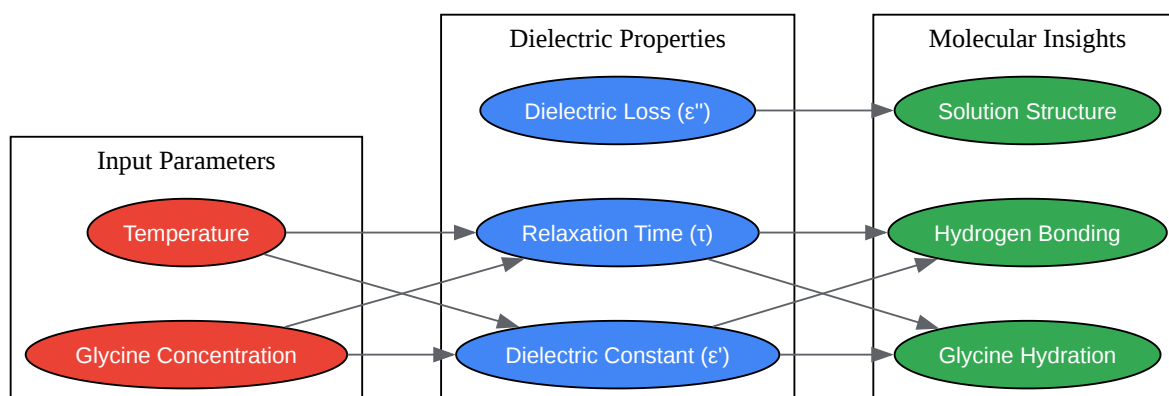 Input Parameters
Temperature
Glycine Concentration
Dielectric Properties
Dielectric Loss (ε'')
Relaxation Time (τ)
Dielectric Constant (ε')
Molecular Insights
Solution Structure
Hydrogen Bonding
Glycine Hydration